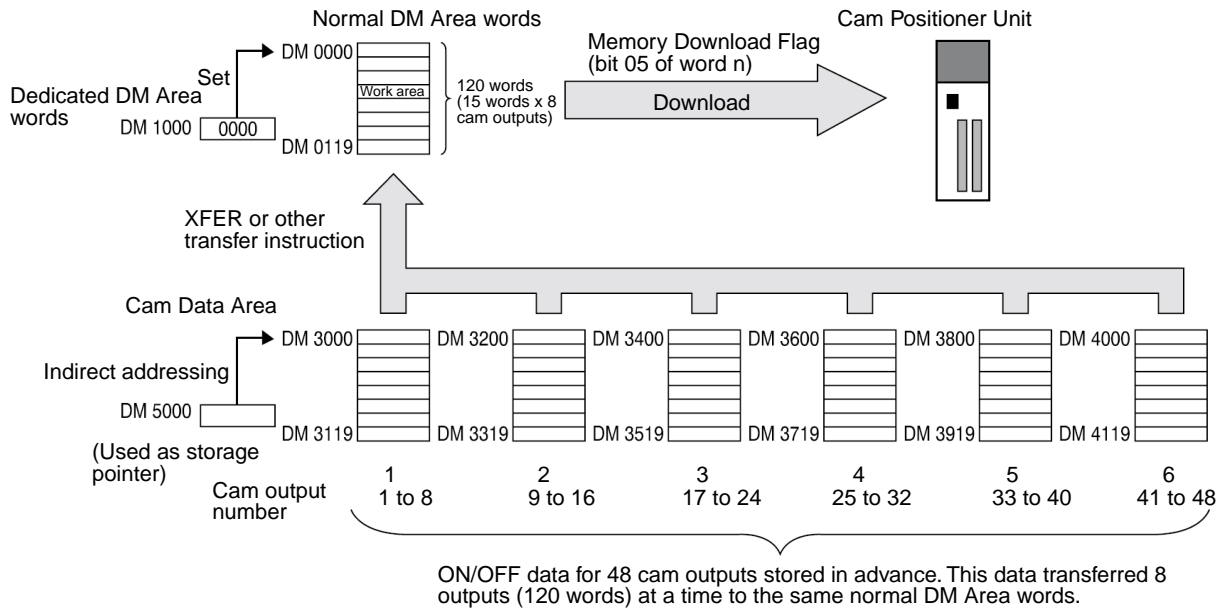 Normal DM Area words
Cam Positioner Unit
DM 0000
Memory Download Flag
(bit 05 of word n)
Set
Dedicated DM Area
words
Work area
120 words
(15 words x 8
cam outputs)
Download
DM 1000
0000
DM 0119
XFER or other
transfer instruction
Cam Data Area
DM 3000
DM 3200
DM 3400
DM 3600
DM 3800
DM 4000
Indirect addressing
DM 5000
DM 3119
DM 3319
DM 3519
DM 3719
DM 3919
DM 4119
(Used as storage
pointer)
1 2 3 4 5 6
Cam output
number
1 to 8 9 to 16 17 to 24 25 to 32 33 to 40 41 to 48
ON/OFF data for 48 cam outputs stored in advance. This data transferred 8
outputs (120 words) at a time to the same normal DM Area words.